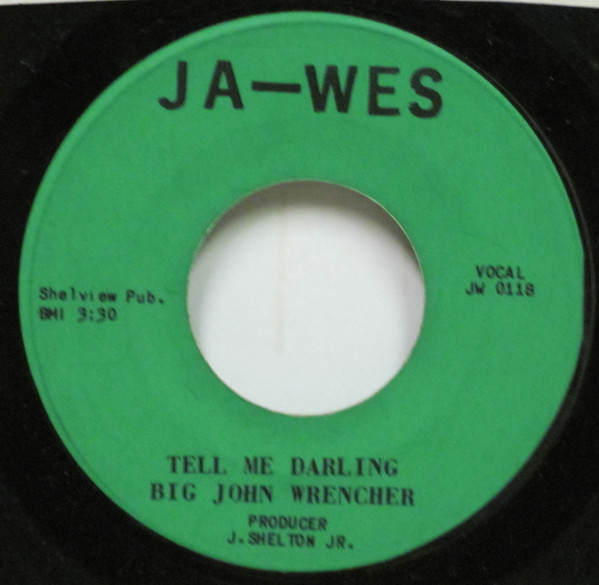 JA—WES
VOCAL
JW 0118
Shelview Pub.
BMI 3:30
TELL ME DARLING
BIG JOHN WRENCHER
PRODUCER
J.SHELTON JR.